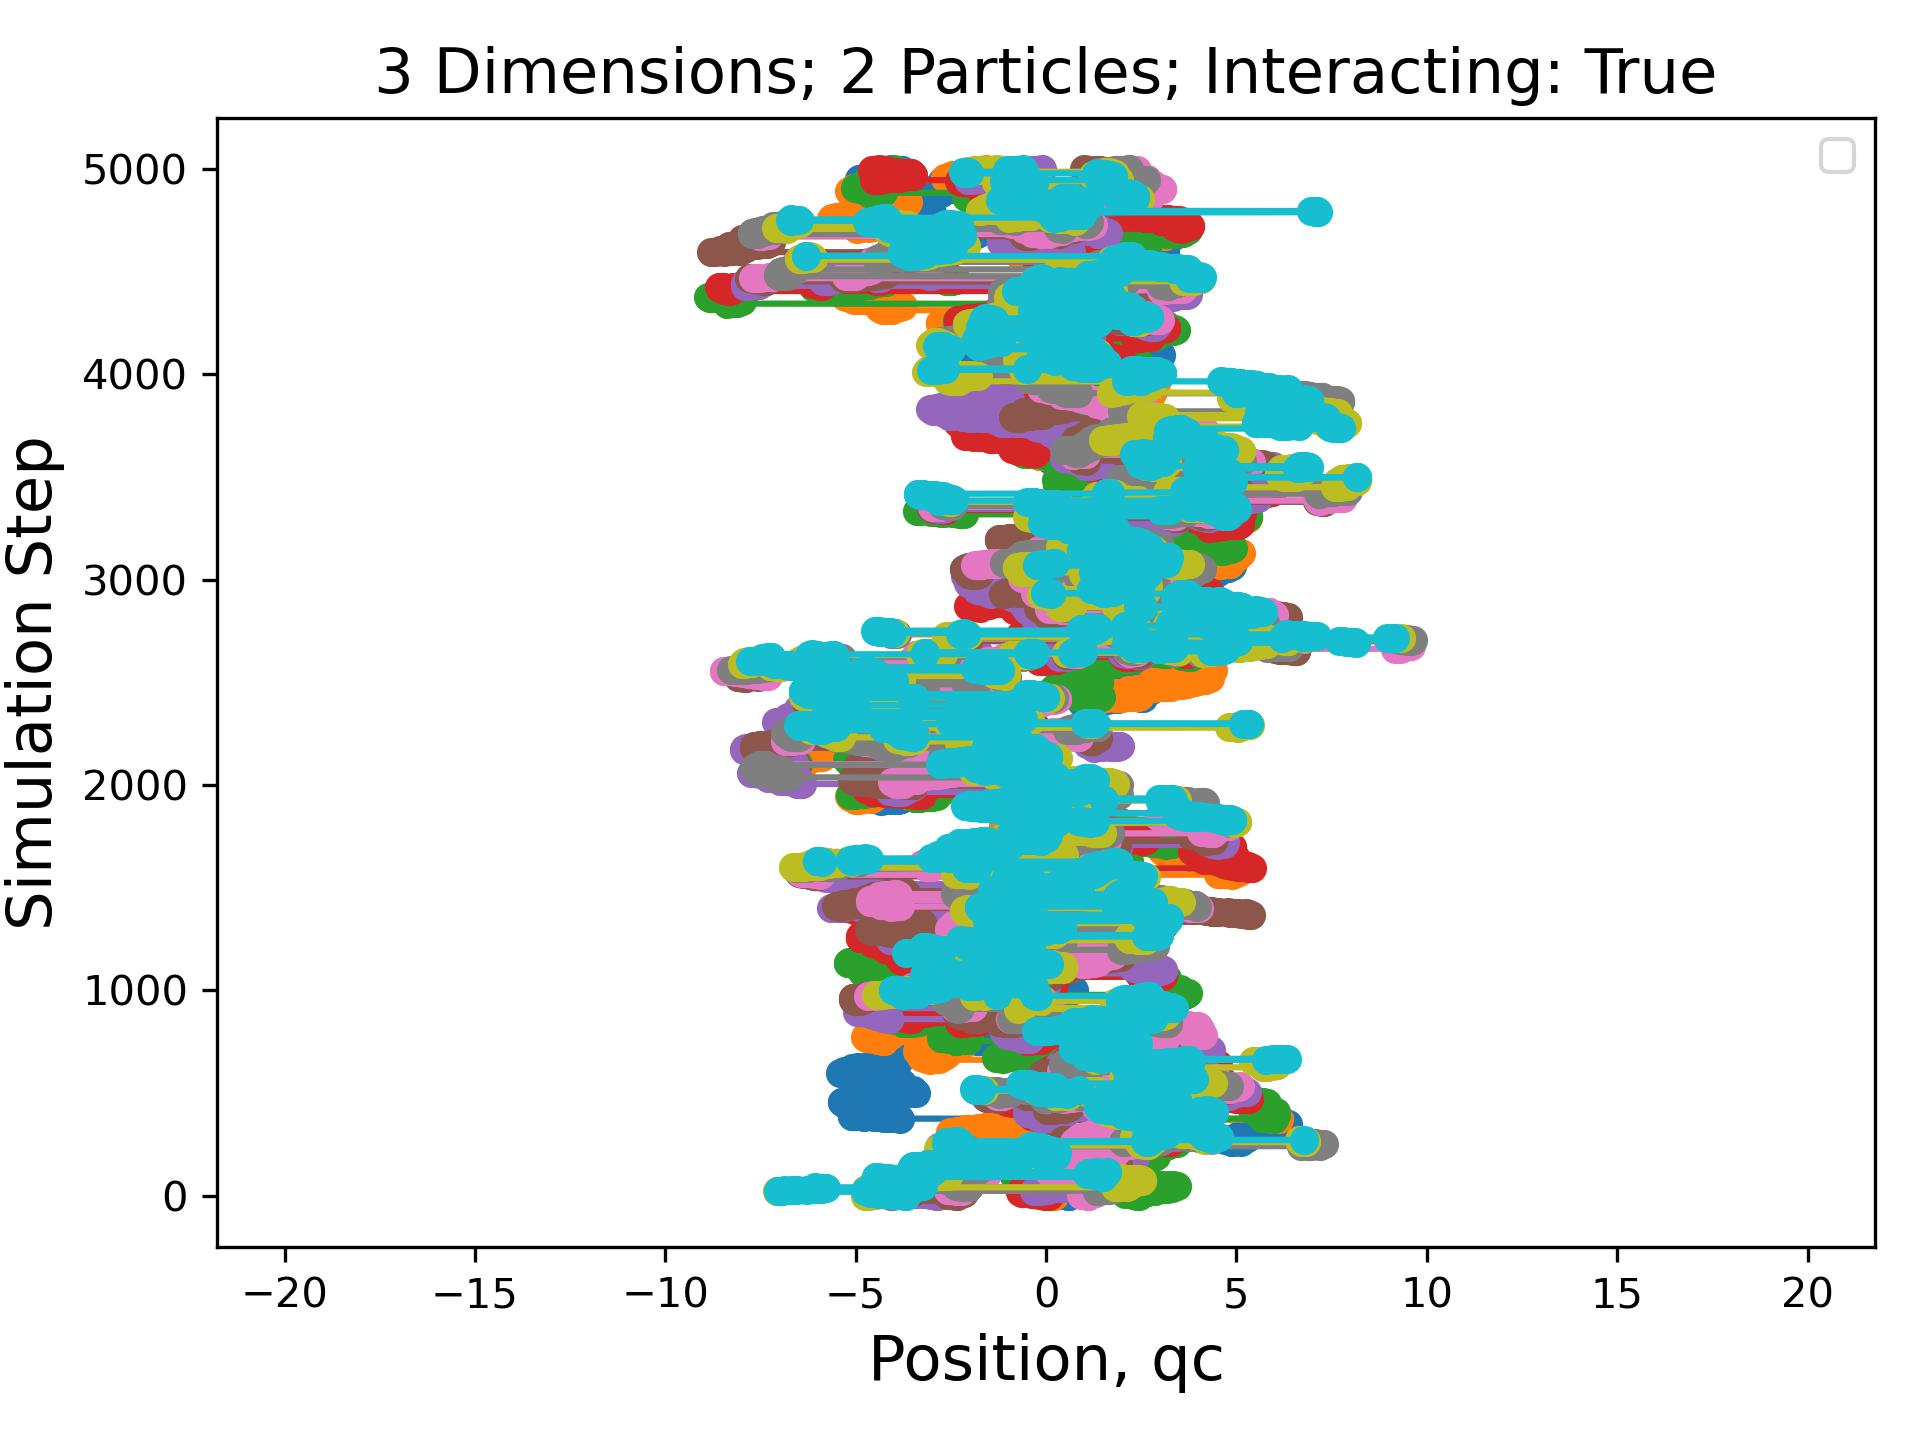 3 Dimensions; 2 Particles; Interacting: True
Simulation Step
5000
4000
3000
2000
1000
0
−20 −15 −10 −5 0 5 10 15 20
Position, qc